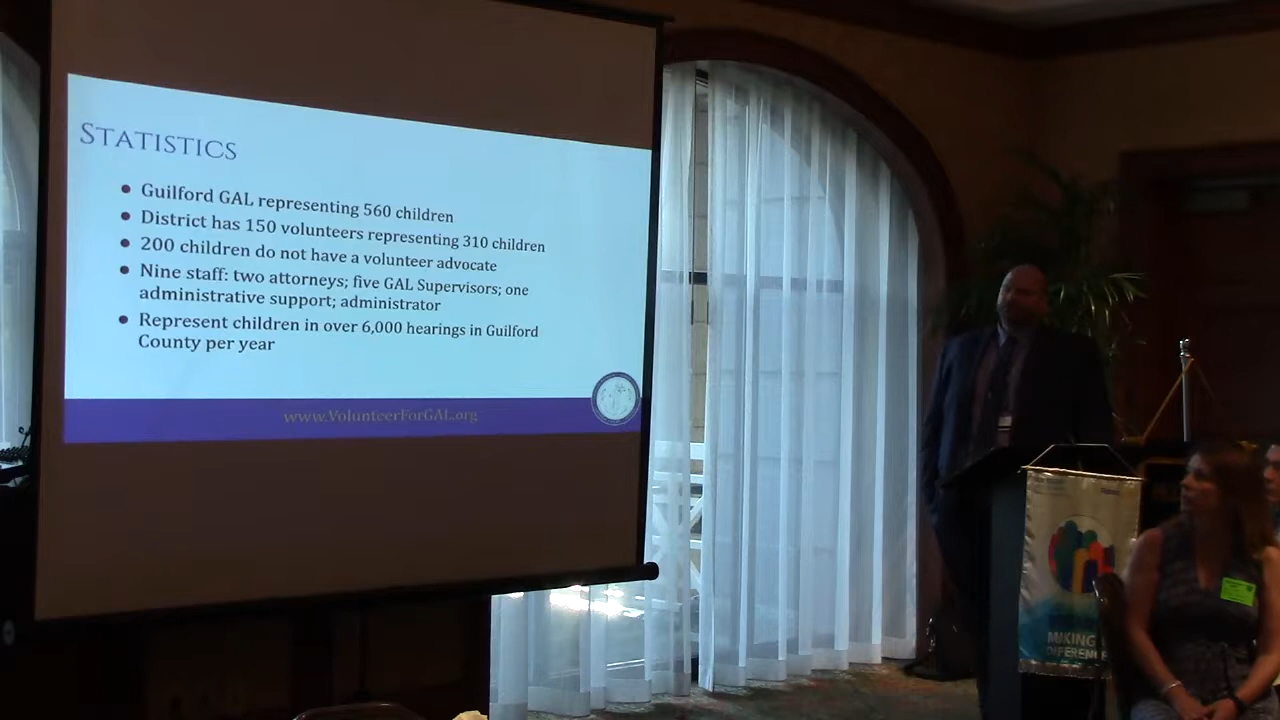 STATISTICS
Guilford GAL representing 560 children
District has 150 volunteers representing 310 children
200 children do not have a volunteer advocate
Nine staff: two attorneys; five GAL Supervisors; one
administrative support; administrator
Represent children in over 6,000 hearings in Guilford
County per year
www.VolunteerForGAL.org
MAKING
DIFFERENC